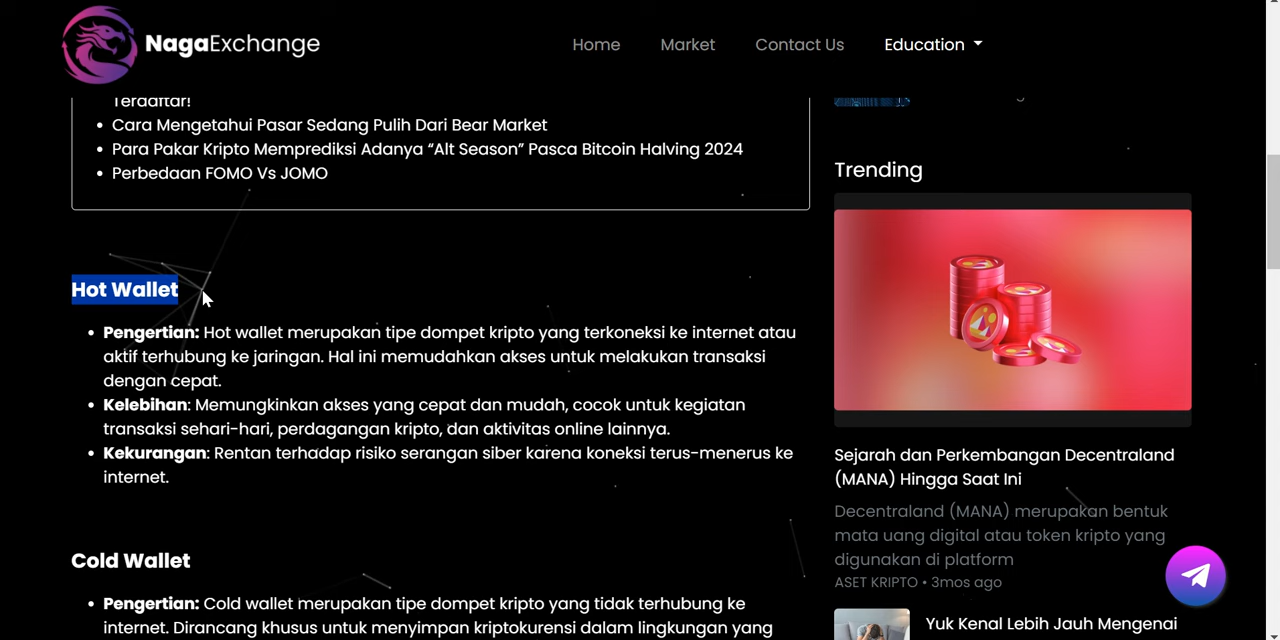 NagaExchange
Home
Market
Contact Us
Education
Terdaftar!
Cara Mengetahui Pasar Sedang Pulih Dari Bear Market
Para Pakar Kripto Memprediksi Adanya “Alt Season” Pasca Bitcoin Halving 2024
Perbedaan FOMO Vs JOMO
Hot Wallet
Pengertian: Hot wallet merupakan tipe dompet kripto yang terkoneksi ke internet atau
aktif terhubung ke jaringan. Hal ini memudahkan akses untuk melakukan transaksi
dengan cepat.
Kelebihan: Memungkinkan akses yang cepat dan mudah, cocok untuk kegiatan
transaksi sehari-hari, perdagangan kripto, dan aktivitas online lainnya.
Kekurangan: Rentan terhadap risiko serangan siber karena koneksi terus-menerus ke
internet.
Cold Wallet
Pengertian: Cold wallet merupakan tipe dompet kripto yang tidak terhubung ke
internet. Dirancang khusus untuk menyimpan kriptokurensi dalam lingkungan yang
Trending
Sejarah dan Perkembangan Decentraland
(MANA) Hingga Saat Ini
Decentraland (MANA) merupakan bentuk
mata uang digital atau token kripto yang
digunakan di platform
ASET KRIPTO • 3mos ago
Yuk Kenal Lebih Jauh Mengenai